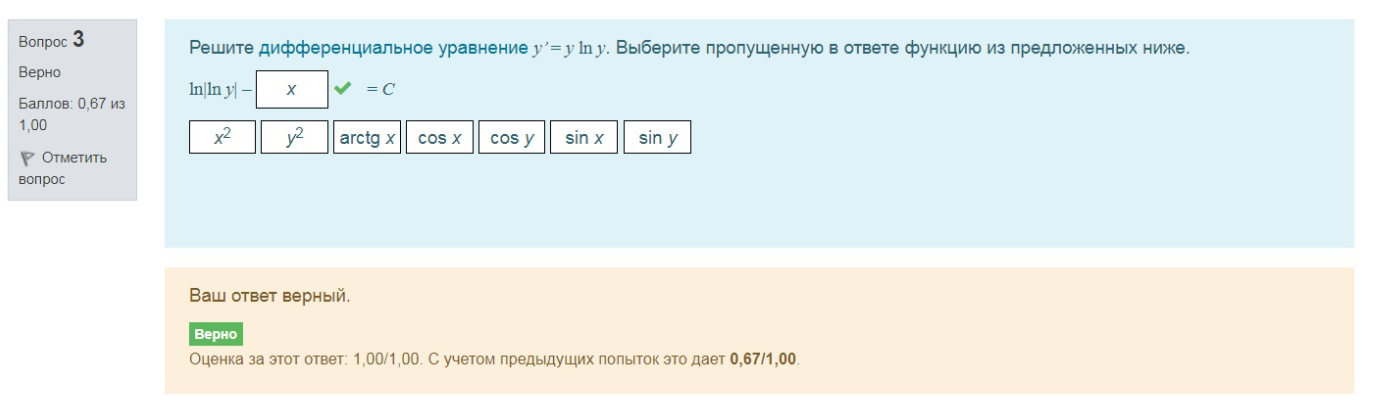 Вопрос 3
Верно
Баллов: 0,67 из
1,00
Отметить
вопрос
Решите дифференциальное уравнение y’= y ln y. Выберите пропущенную в ответе функцию из предложенных ниже.
ln|ln y| – x = C
x² y² arctg x cos x cos y sin x sin y
Ваш ответ верный.
Верно
Оценка за этот ответ: 1,00/1,00. С учетом предыдущих попыток это дает 0,67/1,00.